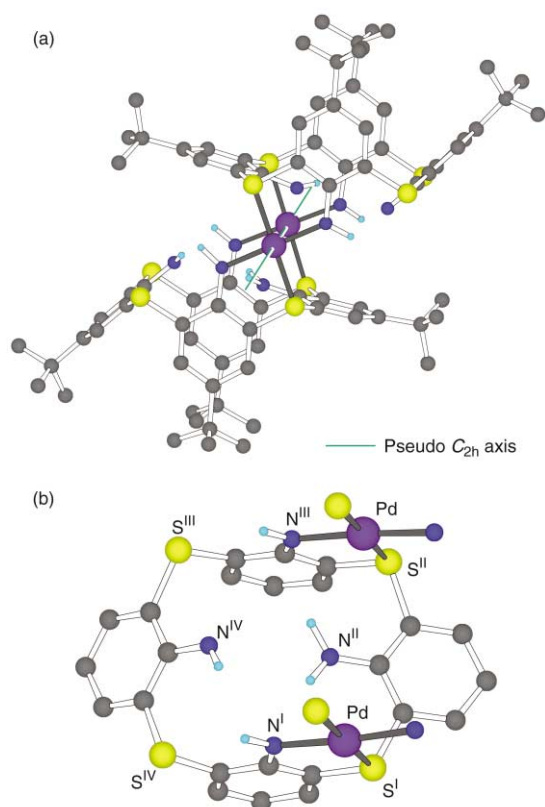 (a)
Pseudo C₂h axis
(b)
Pd
Nᴵᴵᴵ
Sᴵᴵᴵ
Sᴵᴵ
Nᴵⱽ
Nᴵᴵ
Pd
Nᴵ
Sᴵⱽ
Sᴵ